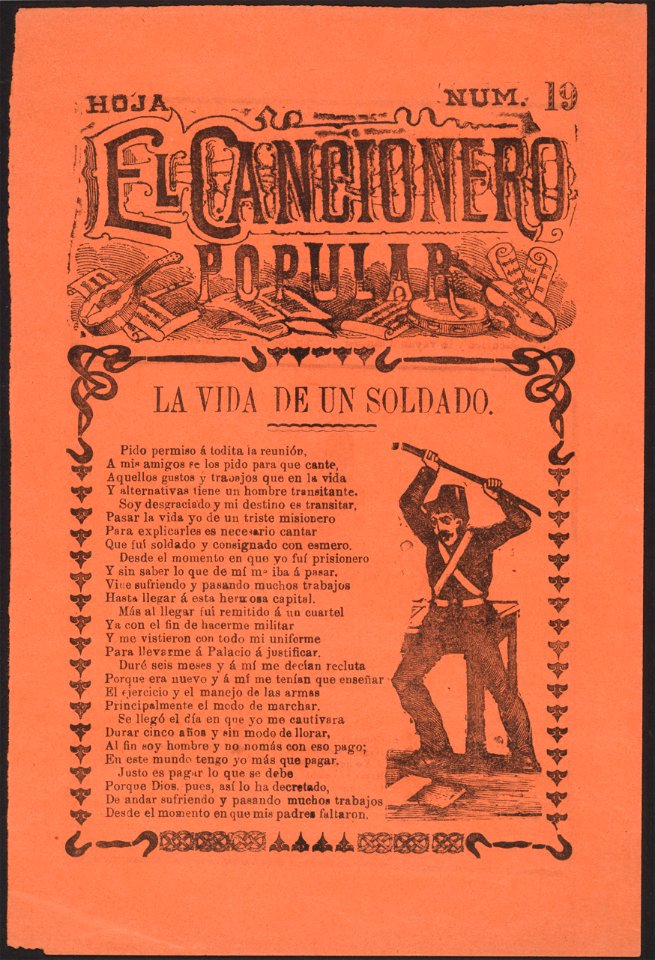 HOJA NUM. 19
EL CANCIONERO
POPULAR
LA VIDA DE UN SOLDADO.
Pido permiso á todita la reunión,
A mis amigos se los pido para que cante,
Aquellos gustos y trabajos que en la vida
Y alternativas tiene un hombre transitante.
Soy desgraciado y mi destino es transitar,
Pasar la vida yo de un triste misionero
Para explicarles es necesario cantar
Que fuí soldado y consignado con esmero.
Desde el momento en que yo fuí prisionero
Y sin saber lo que de mí me iba á pasar,
Vine sufriendo y pasando muchos trabajos
Hasta llegar á esta hermosa capital.
Más al llegar fuí remitido á un cuartel
Ya con el fin de hacerme militar
Y me vistieron con todo mi uniforme
Para llevarme á Palacio á justificar.
Duré seis meses y á mí me decían recluta
Porque era nuevo y á mí me tenían que enseñar
El ejercicio y el manejo de las armas
Principalmente el modo de marchar.
Se llegó el día en que yo me cautivara
Durar cinco años y sin modo de llorar,
Al fin soy hombre y no nomás con eso pago;
En este mundo tengo yo más que pagar.
Justo es pagar lo que se debe
Porque Dios, pues, así lo ha decretado,
De andar sufriendo y pasando muchos trabajos
Desde el momento en que mis padres faltaron.